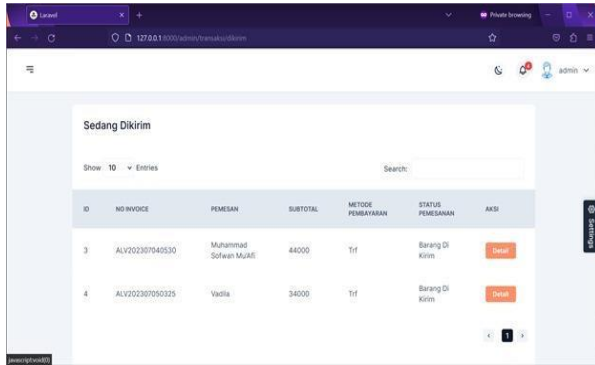 Laravel
Private browsing
127.0.0.1:8000/admin/transaksi/dikirim
admin
Sedang Dikirim
Show 10 Entries
Search:
ID NO INVOICE PEMESAN SUBTOTAL METODE PEMBAYARAN STATUS PEMESANAN AKSI
3 ALV202307040530 Muhammad Sofwan Mu'Afi 44000 Trf Barang Di Kirim Detail
4 ALV202307050325 Vadila 34000 Trf Barang Di Kirim Detail
1
Settings
javascript:void(0)